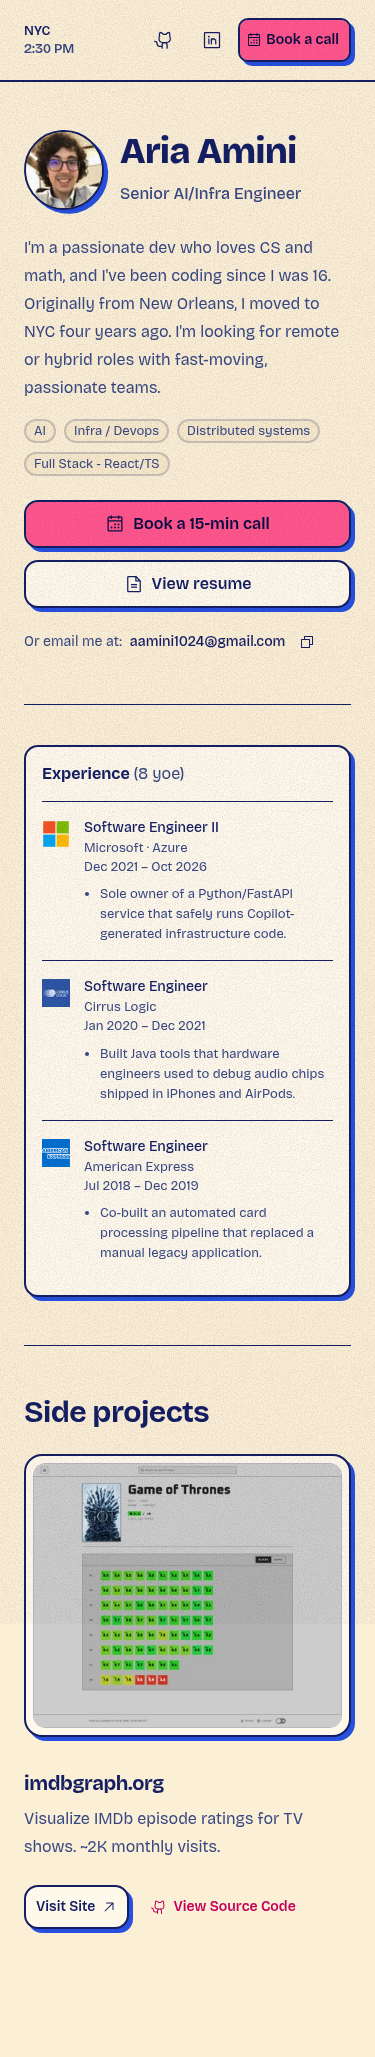 NYC
2:30 PM
Book a call
Aria Amini
Senior AI/Infra Engineer
I'm a passionate dev who loves CS and
math, and I've been coding since I was 16.
Originally from New Orleans, I moved to
NYC four years ago. I'm looking for remote
or hybrid roles with fast-moving,
passionate teams.
AI
Infra / Devops
Distributed systems
Full Stack - React/TS
Book a 15-min call
View resume
Or email me at: aamini1024@gmail.com
Experience (8 yoe)
Software Engineer II
Microsoft · Azure
Dec 2021 – Oct 2026
• Sole owner of a Python/FastAPI
service that safely runs Copilot-
generated infrastructure code.
CIRRUS
LOGIC
Software Engineer
Cirrus Logic
Jan 2020 – Dec 2021
• Built Java tools that hardware
engineers used to debug audio chips
shipped in iPhones and AirPods.
AMERICAN
EXPRESS
Software Engineer
American Express
Jul 2018 – Dec 2019
• Co-built an automated card
processing pipeline that replaced a
manual legacy application.
Side projects
Game of Thrones
imdbgraph.org
Visualize IMDb episode ratings for TV
shows. ~2K monthly visits.
Visit Site
View Source Code